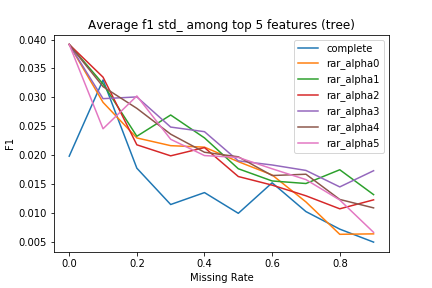 Average f1 std_ among top 5 features (tree)
0.040
0.035
0.030
0.025
0.020
0.015
0.010
0.005
F1
complete
rar_alpha0
rar_alpha1
rar_alpha2
rar_alpha3
rar_alpha4
rar_alpha5
0.0 0.2 0.4 0.6 0.8
Missing Rate